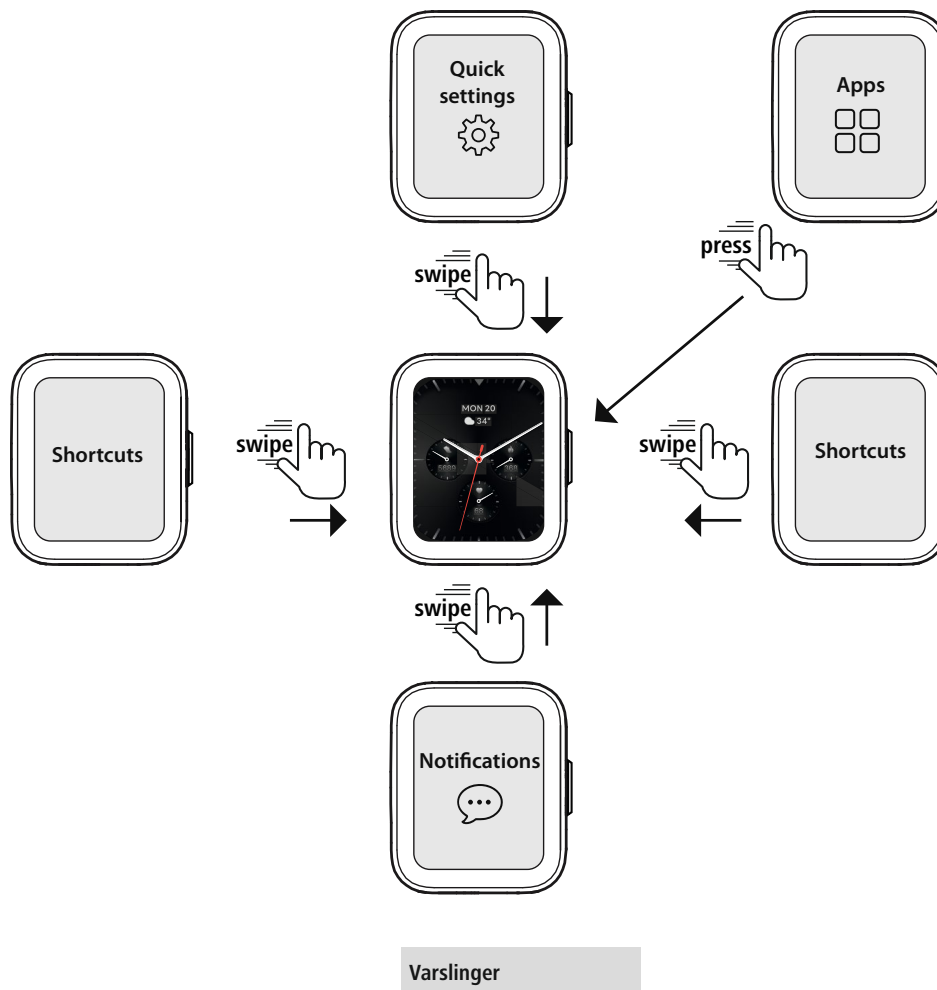 Quick
settings
Apps
press
swipe
Shortcuts
swipe
MON 20
34°
swipe
Shortcuts
swipe
Notifications
Varslinger